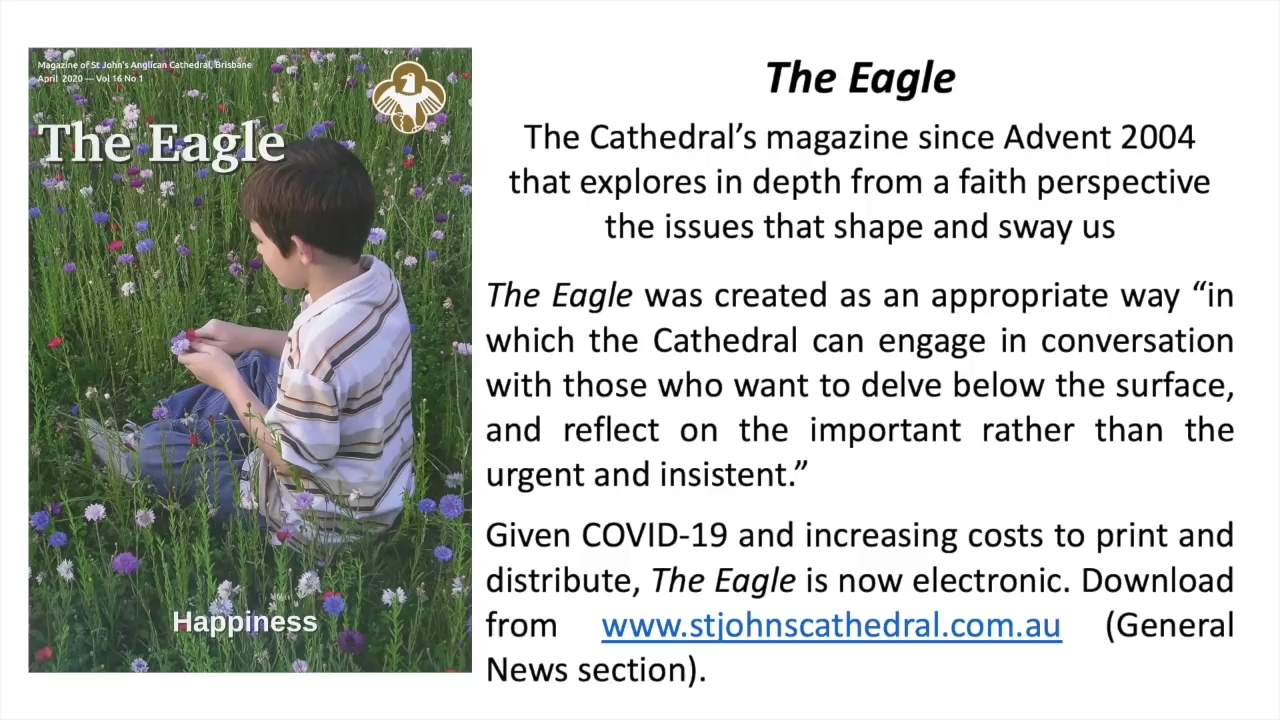 Magazine of St John's Anglican Cathedral, Brisbane
April 2020 — Vol 16 No 1
The Eagle
Happiness
The Eagle
The Cathedral’s magazine since Advent 2004
that explores in depth from a faith perspective
the issues that shape and sway us
The Eagle was created as an appropriate way “in
which the Cathedral can engage in conversation
with those who want to delve below the surface,
and reflect on the important rather than the
urgent and insistent.”
Given COVID-19 and increasing costs to print and
distribute, The Eagle is now electronic. Download
from www.stjohnscathedral.com.au (General
News section).